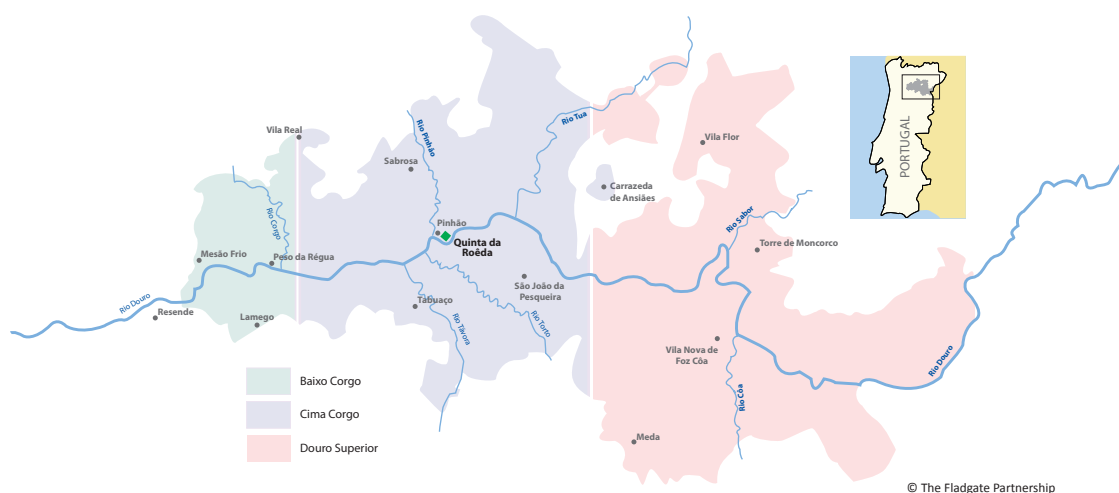 Vila Real
Sabrosa
Rio Pinhão
Rio Tua
Vila Flor
Carrazeda
de Ansiães
Rio Corgo
Pinhão
Quinta da
Roêda
Rio Sabor
Torre de Moncorco
Mesão Frio
Peso da Régua
São João da
Pesqueira
Rio Douro
Resende
Lamego
Tabuaço
Rio Távora
Rio Torto
Vila Nova de
Foz Côa
Rio Côa
Rio Douro
Meda
Baixo Corgo
Cima Corgo
Douro Superior
PORTUGAL
© The Fladgate Partnership